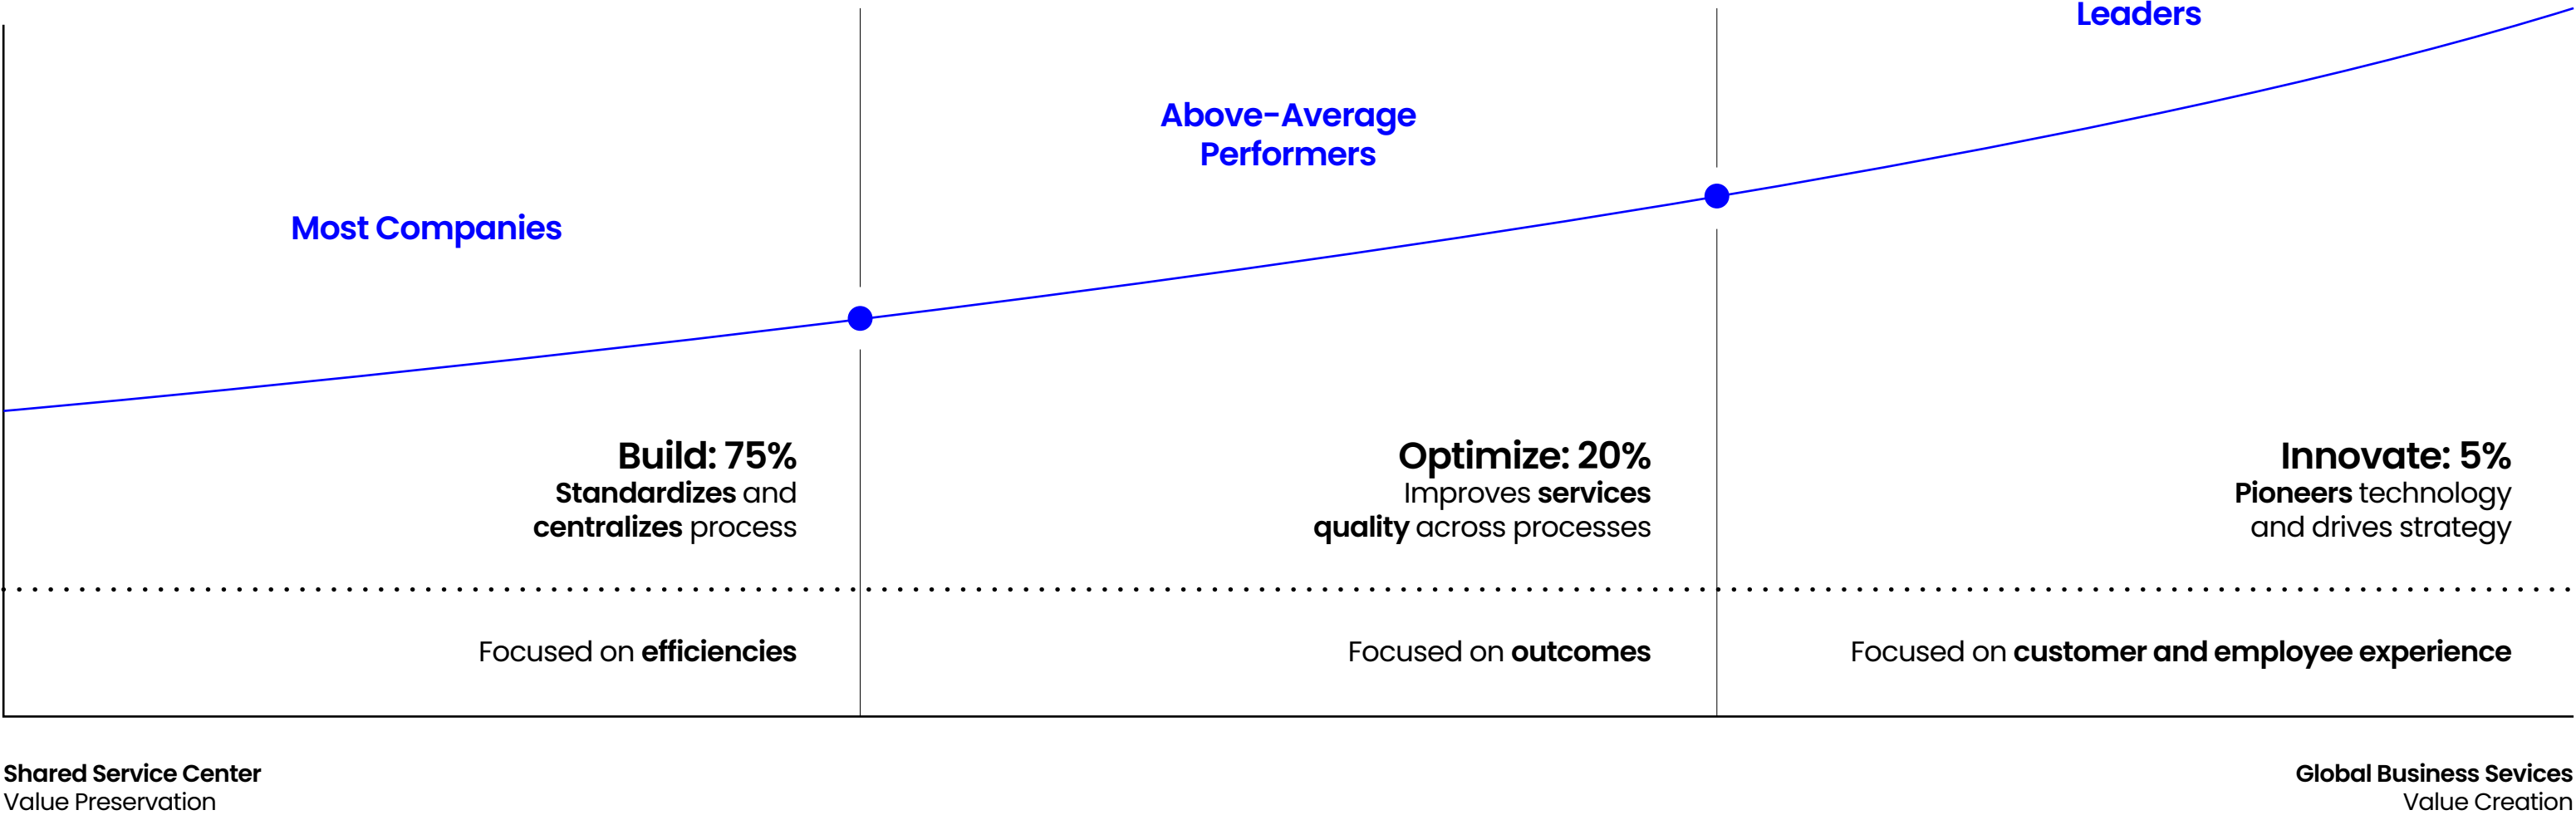 Leaders
Above-Average
Performers
Most Companies
Build: 75%
Standardizes and
centralizes process
Optimize: 20%
Improves services
quality across processes
Innovate: 5%
Pioneers technology
and drives strategy
Focused on efficiencies
Focused on outcomes
Focused on customer and employee experience
Shared Service Center
Value Preservation
Global Business Sevices
Value Creation